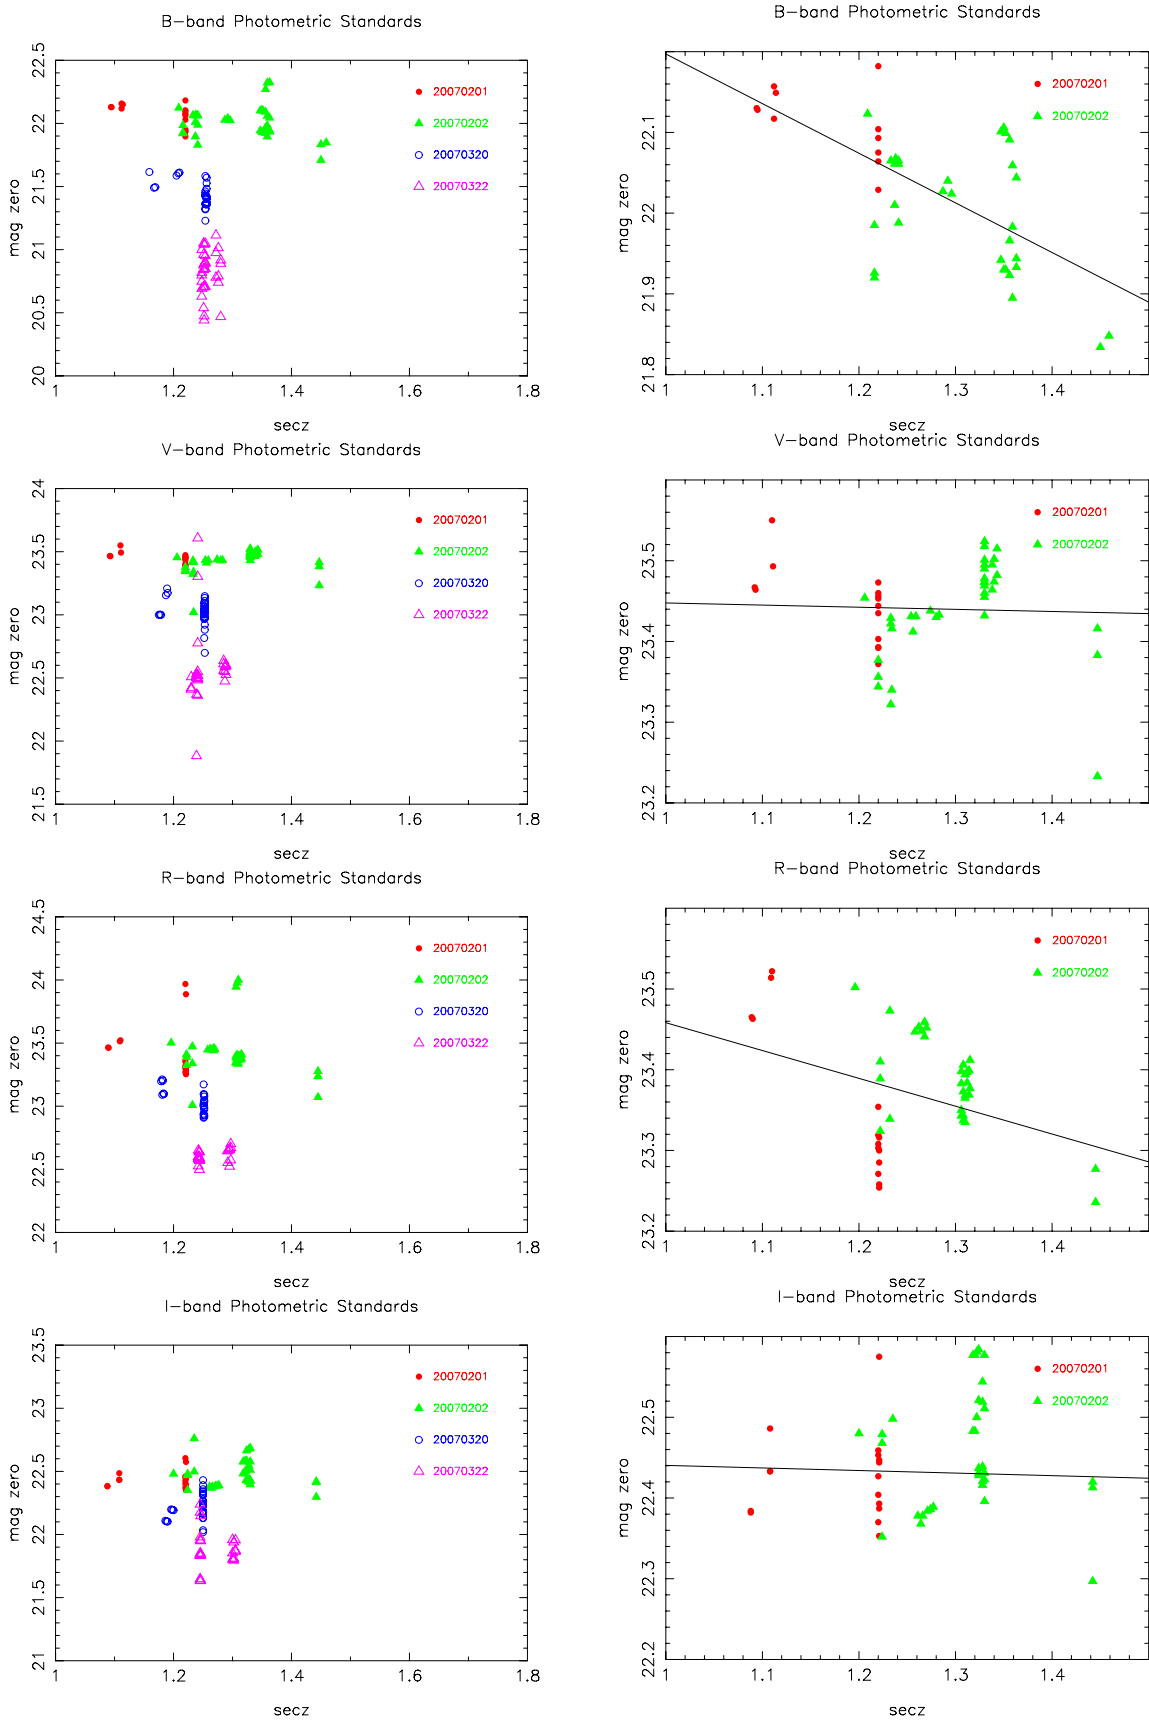 B-band Photometric Standards
22.5
22
21.5
21
20.5
20
mag zero
20070201
20070202
20070320
20070322
1 1.2 1.4 1.6 1.8
secz
B-band Photometric Standards
22.1
22
21.9
21.8
mag zero
20070201
20070202
1 1.1 1.2 1.3 1.4
secz
V-band Photometric Standards
24
23.5
23
22.5
22
21.5
mag zero
20070201
20070202
20070320
20070322
1 1.2 1.4 1.6 1.8
secz
V-band Photometric Standards
23.5
23.4
23.3
23.2
mag zero
20070201
20070202
1 1.1 1.2 1.3 1.4
secz
R-band Photometric Standards
24.5
24
23.5
23
22.5
22
mag zero
20070201
20070202
20070320
20070322
1 1.2 1.4 1.6 1.8
secz
R-band Photometric Standards
23.5
23.4
23.3
23.2
mag zero
20070201
20070202
1 1.1 1.2 1.3 1.4
secz
I-band Photometric Standards
23.5
23
22.5
22
21.5
21
mag zero
20070201
20070202
20070320
20070322
1 1.2 1.4 1.6 1.8
secz
I-band Photometric Standards
22.5
22.4
22.3
22.2
mag zero
20070201
20070202
1 1.1 1.2 1.3 1.4
secz